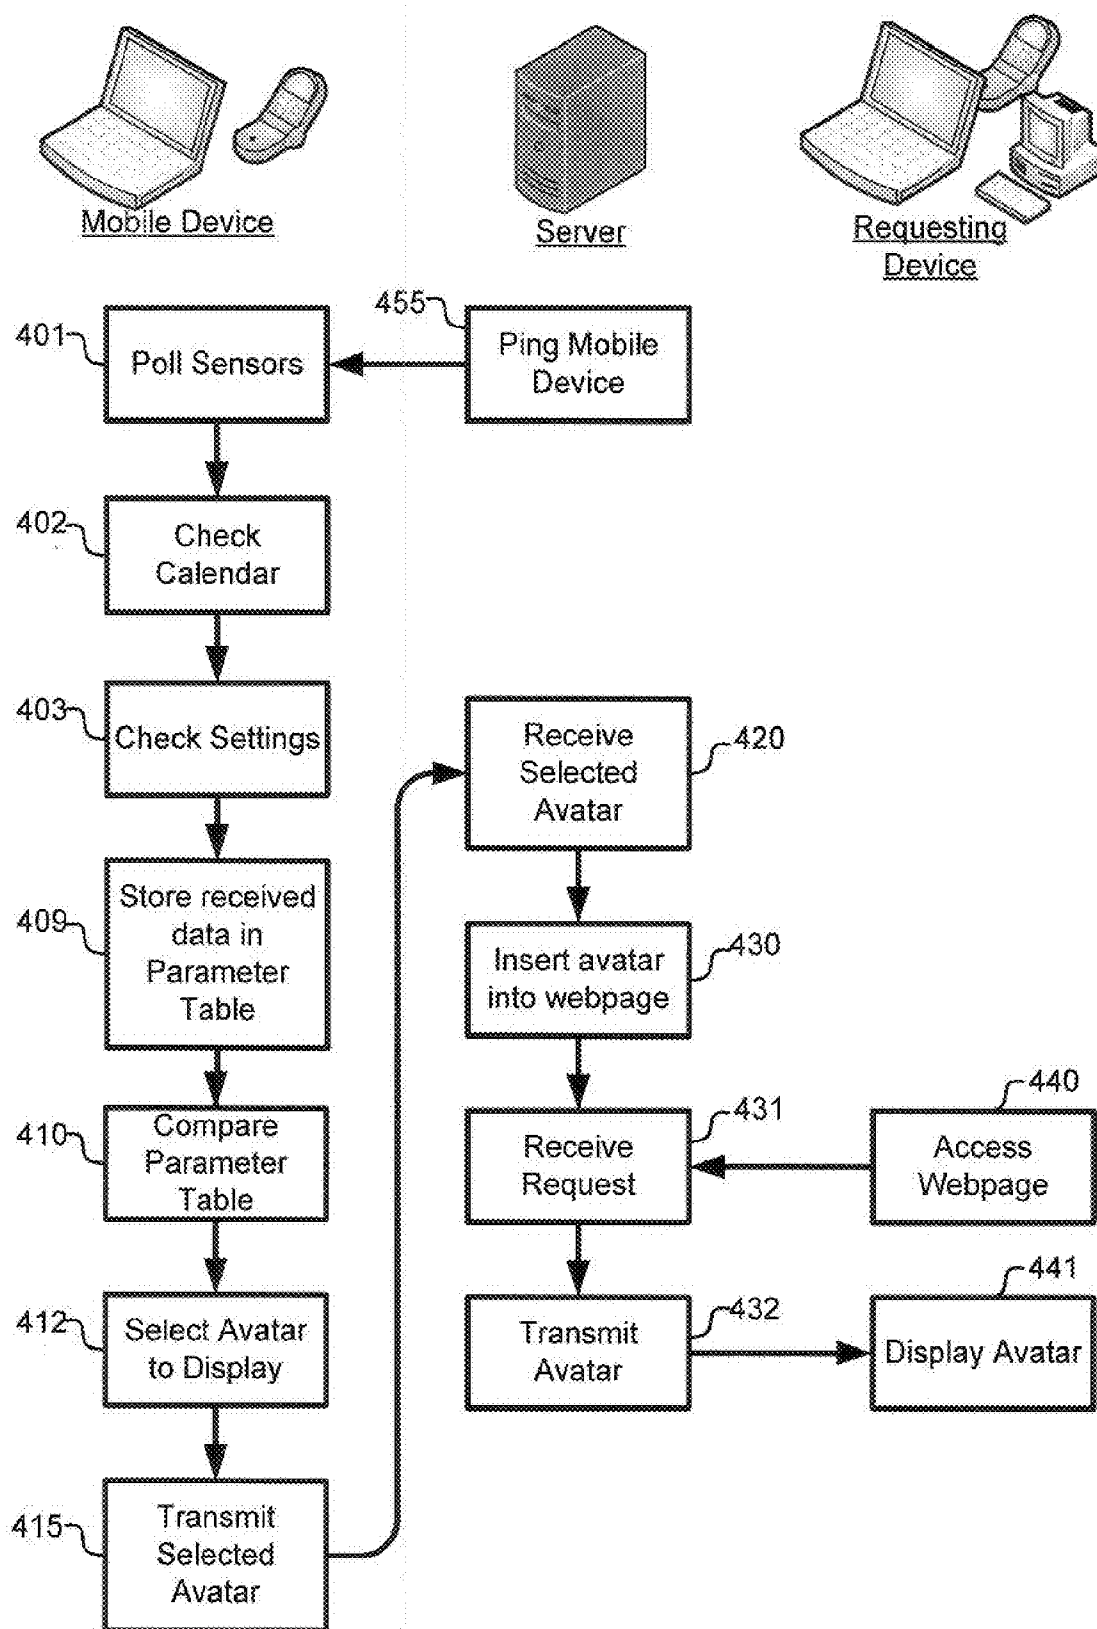 Mobile Device
Server
Requesting
Device
401
Poll Sensors
455
Ping Mobile
Device
402
Check
Calendar
403
Check Settings
409
Store received
data in
Parameter
Table
410
Compare
Parameter
Table
412
Select Avatar
to Display
415
Transmit
Selected
Avatar
Receive
Selected
Avatar
420
Insert avatar
into webpage
430
Receive
Request
431
Transmit
Avatar
432
440
Access
Webpage
441
Display Avatar